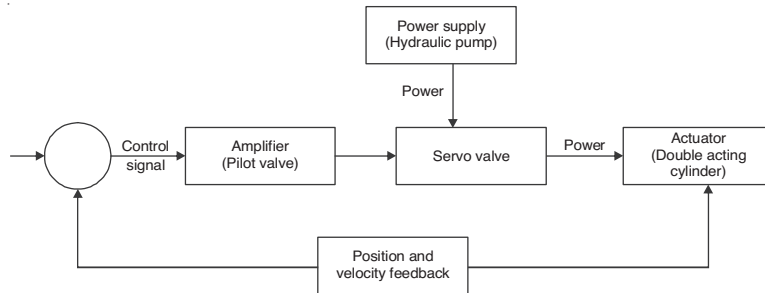 Power supply
(Hydraulic pump)
Power
Control
signal
Amplifier
(Pilot valve)
Servo valve
Power
Actuator
(Double acting
cylinder)
Position and
velocity feedback